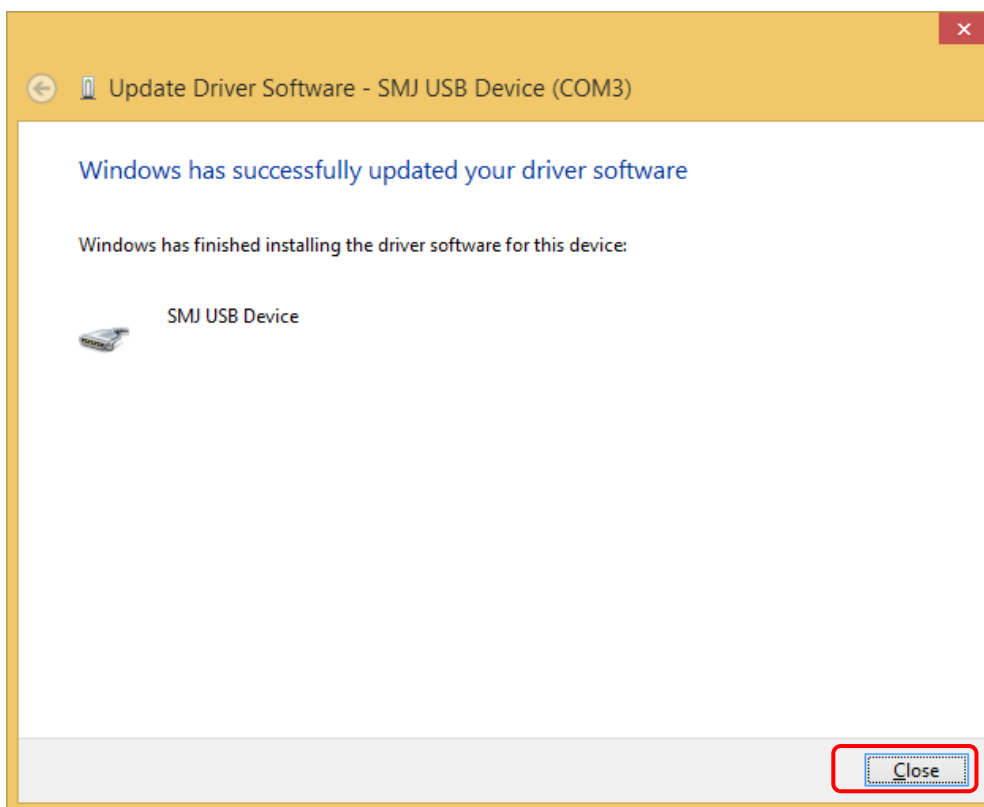 Update Driver Software - SMJ USB Device (COM3)
Windows has successfully updated your driver software
Windows has finished installing the driver software for this device:
SMJ USB Device
Close